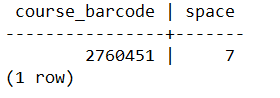 course_barcode | space
----------------+-------
2760451 | 7
(1 row)